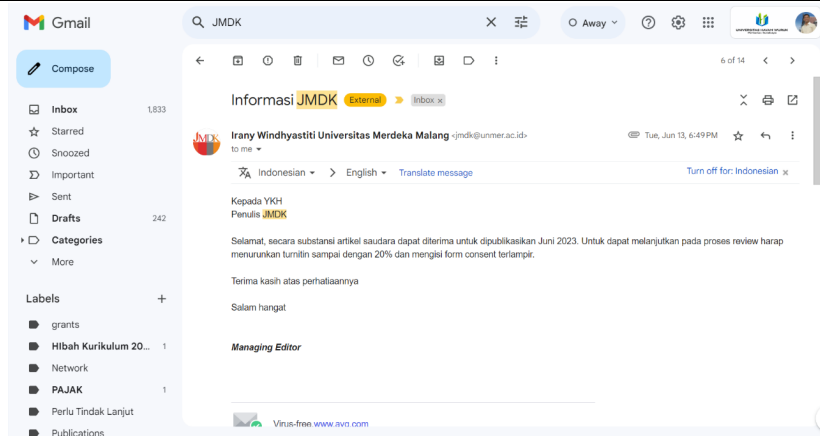 Gmail
JMDK
Away
Compose
6 of 14
Inbox 1,833
Starred
Snoozed
Important
Sent
Drafts 242
Categories
More
Labels
grants
HIbah Kurikulum 20... 1
Network
PAJAK 1
Perlu Tindak Lanjut
Publications
Informasi JMDK External Inbox x
JMDK
Irany Windhyastiti Universitas Merdeka Malang <jmdk@unmer.ac.id>
Tue, Jun 13, 6:49 PM
to me
Indonesian > English Translate message
Turn off for: Indonesian x
Kepada YKH
Penulis JMDK
Selamat, secara substansi artikel saudara dapat diterima untuk dipublikasikan Juni 2023. Untuk dapat melanjutkan pada proses review harap
menurunkan turnitin sampai dengan 20% dan mengisi form consent terlampir.
Terima kasih atas perhatiaannya
Salam hangat
Managing Editor
Virus-free.www.avg.com